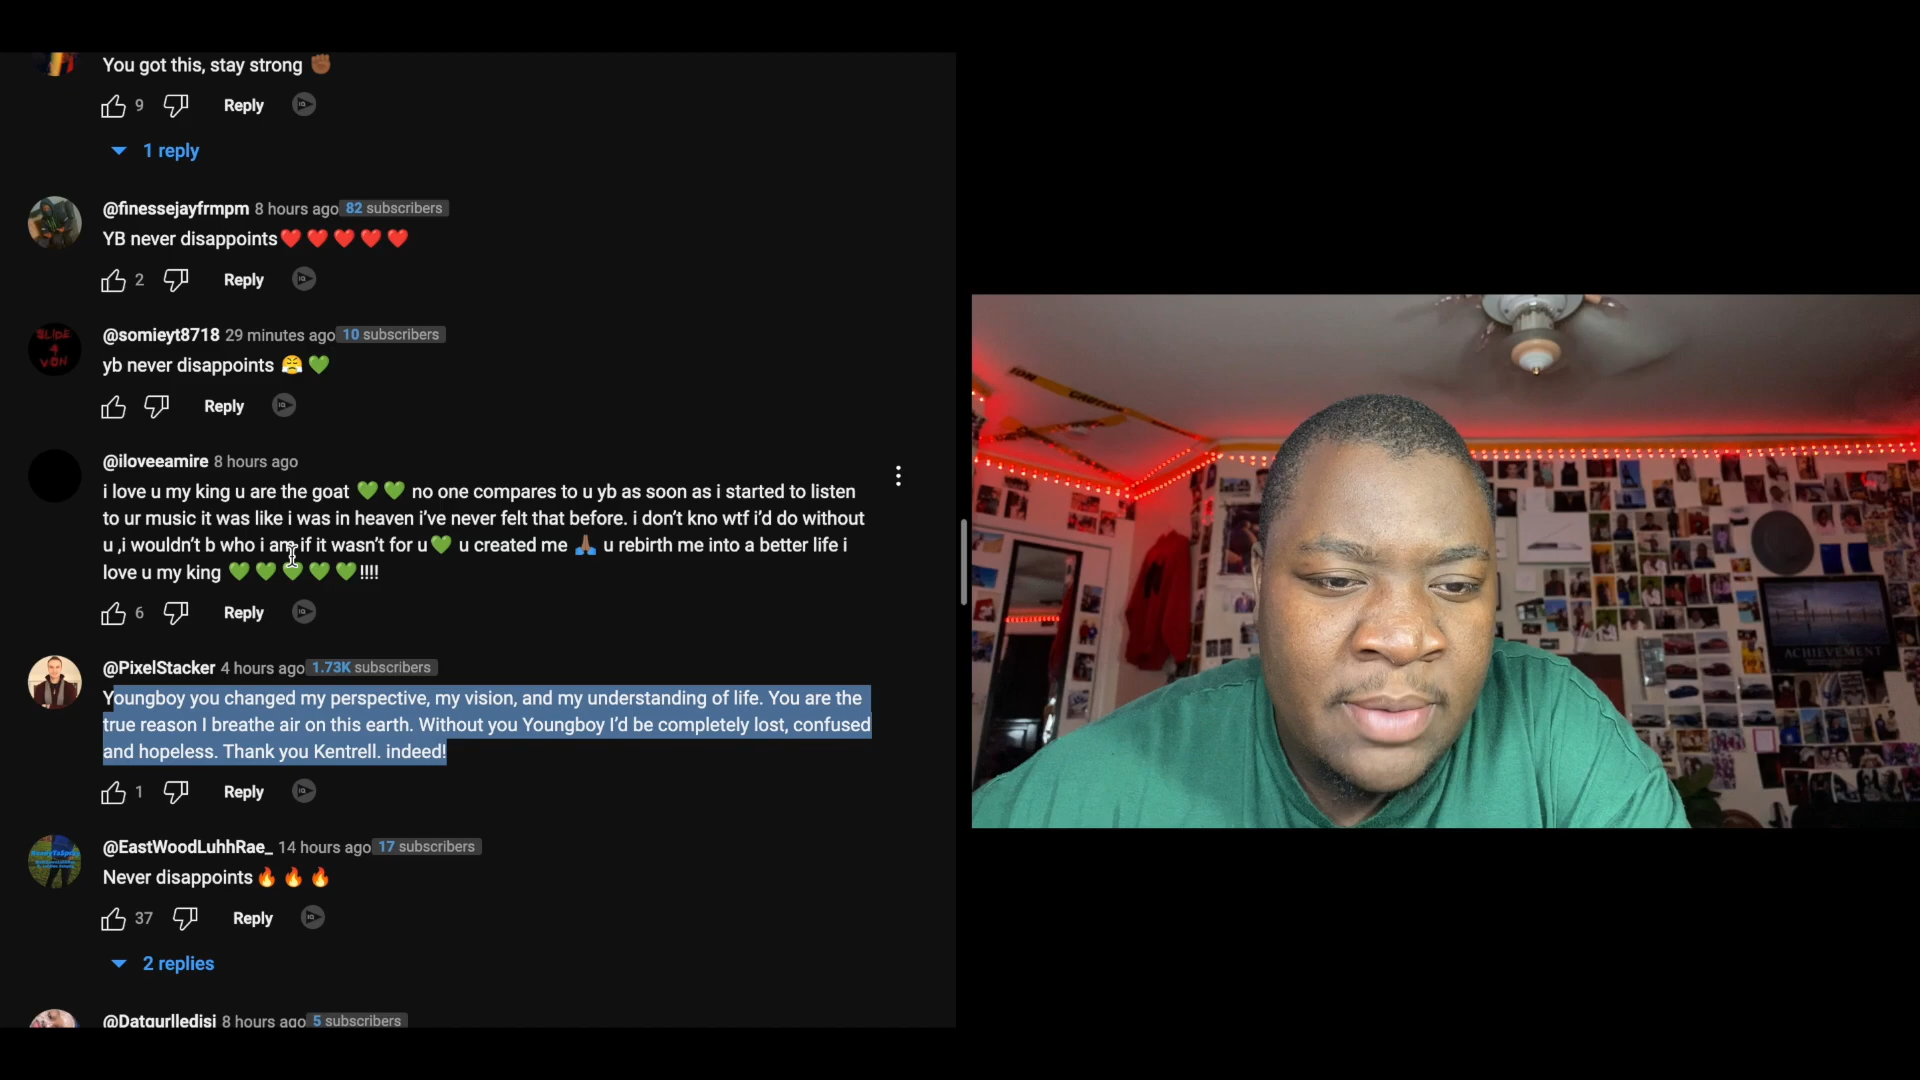 You got this, stay strong ✊🏾
9 Reply
1 reply
@finessejayfrmpm 8 hours ago 82 subscribers
YB never disappoints❤️❤️❤️❤️❤️
2 Reply
SLIDE
4
VON
@somieyt8718 29 minutes ago 10 subscribers
yb never disappoints 😤💚
Reply
@iloveeamire 8 hours ago
i love u my king u are the goat 💚💚 no one compares to u yb as soon as i started to listen
to ur music it was like i was in heaven i've never felt that before. i don't kno wtf i'd do without
u ,i wouldn't b who i am if it wasn't for u💚 u created me 🙏🏾 u rebirth me into a better life i
love u my king 💚💚💚💚💚!!!!
6 Reply
@PixelStacker 4 hours ago 1.73K subscribers
Youngboy you changed my perspective, my vision, and my understanding of life. You are the
true reason I breathe air on this earth. Without you Youngboy I'd be completely lost, confused
and hopeless. Thank you Kentrell. indeed!
1 Reply
@EastWoodLuhhRae_ 14 hours ago 17 subscribers
Never disappoints🔥🔥🔥
37 Reply
2 replies
@Datgurlledisi 8 hours ago 5 subscribers
CAUTION
ACHIEVEMENT